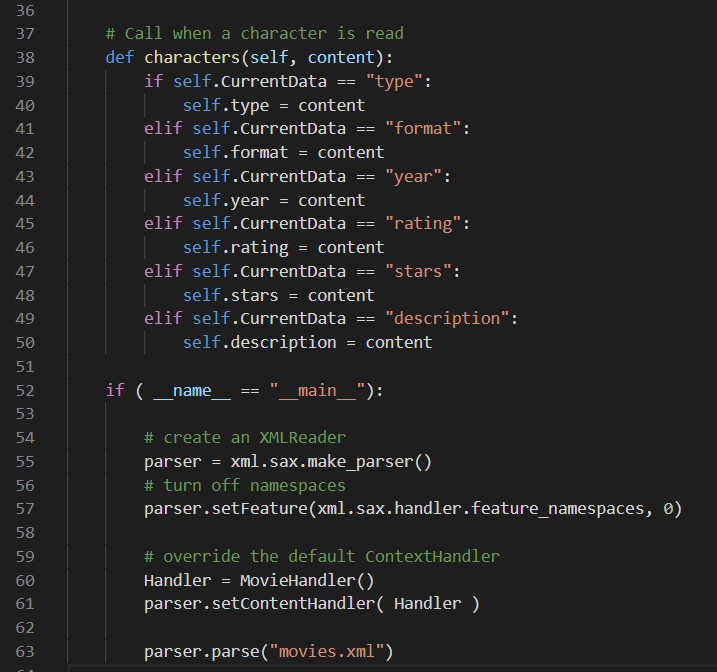 36
37 # Call when a character is read
38 def characters(self, content):
39 if self.CurrentData == "type":
40 self.type = content
41 elif self.CurrentData == "format":
42 self.format = content
43 elif self.CurrentData == "year":
44 self.year = content
45 elif self.CurrentData == "rating":
46 self.rating = content
47 elif self.CurrentData == "stars":
48 self.stars = content
49 elif self.CurrentData == "description":
50 self.description = content
51
52 if ( __name__ == "__main__"):
53
54 # create an XMLReader
55 parser = xml.sax.make_parser()
56 # turn off namespaces
57 parser.setFeature(xml.sax.handler.feature_namespaces, 0)
58
59 # override the default ContextHandler
60 Handler = MovieHandler()
61 parser.setContentHandler( Handler )
62
63 parser.parse("movies.xml")